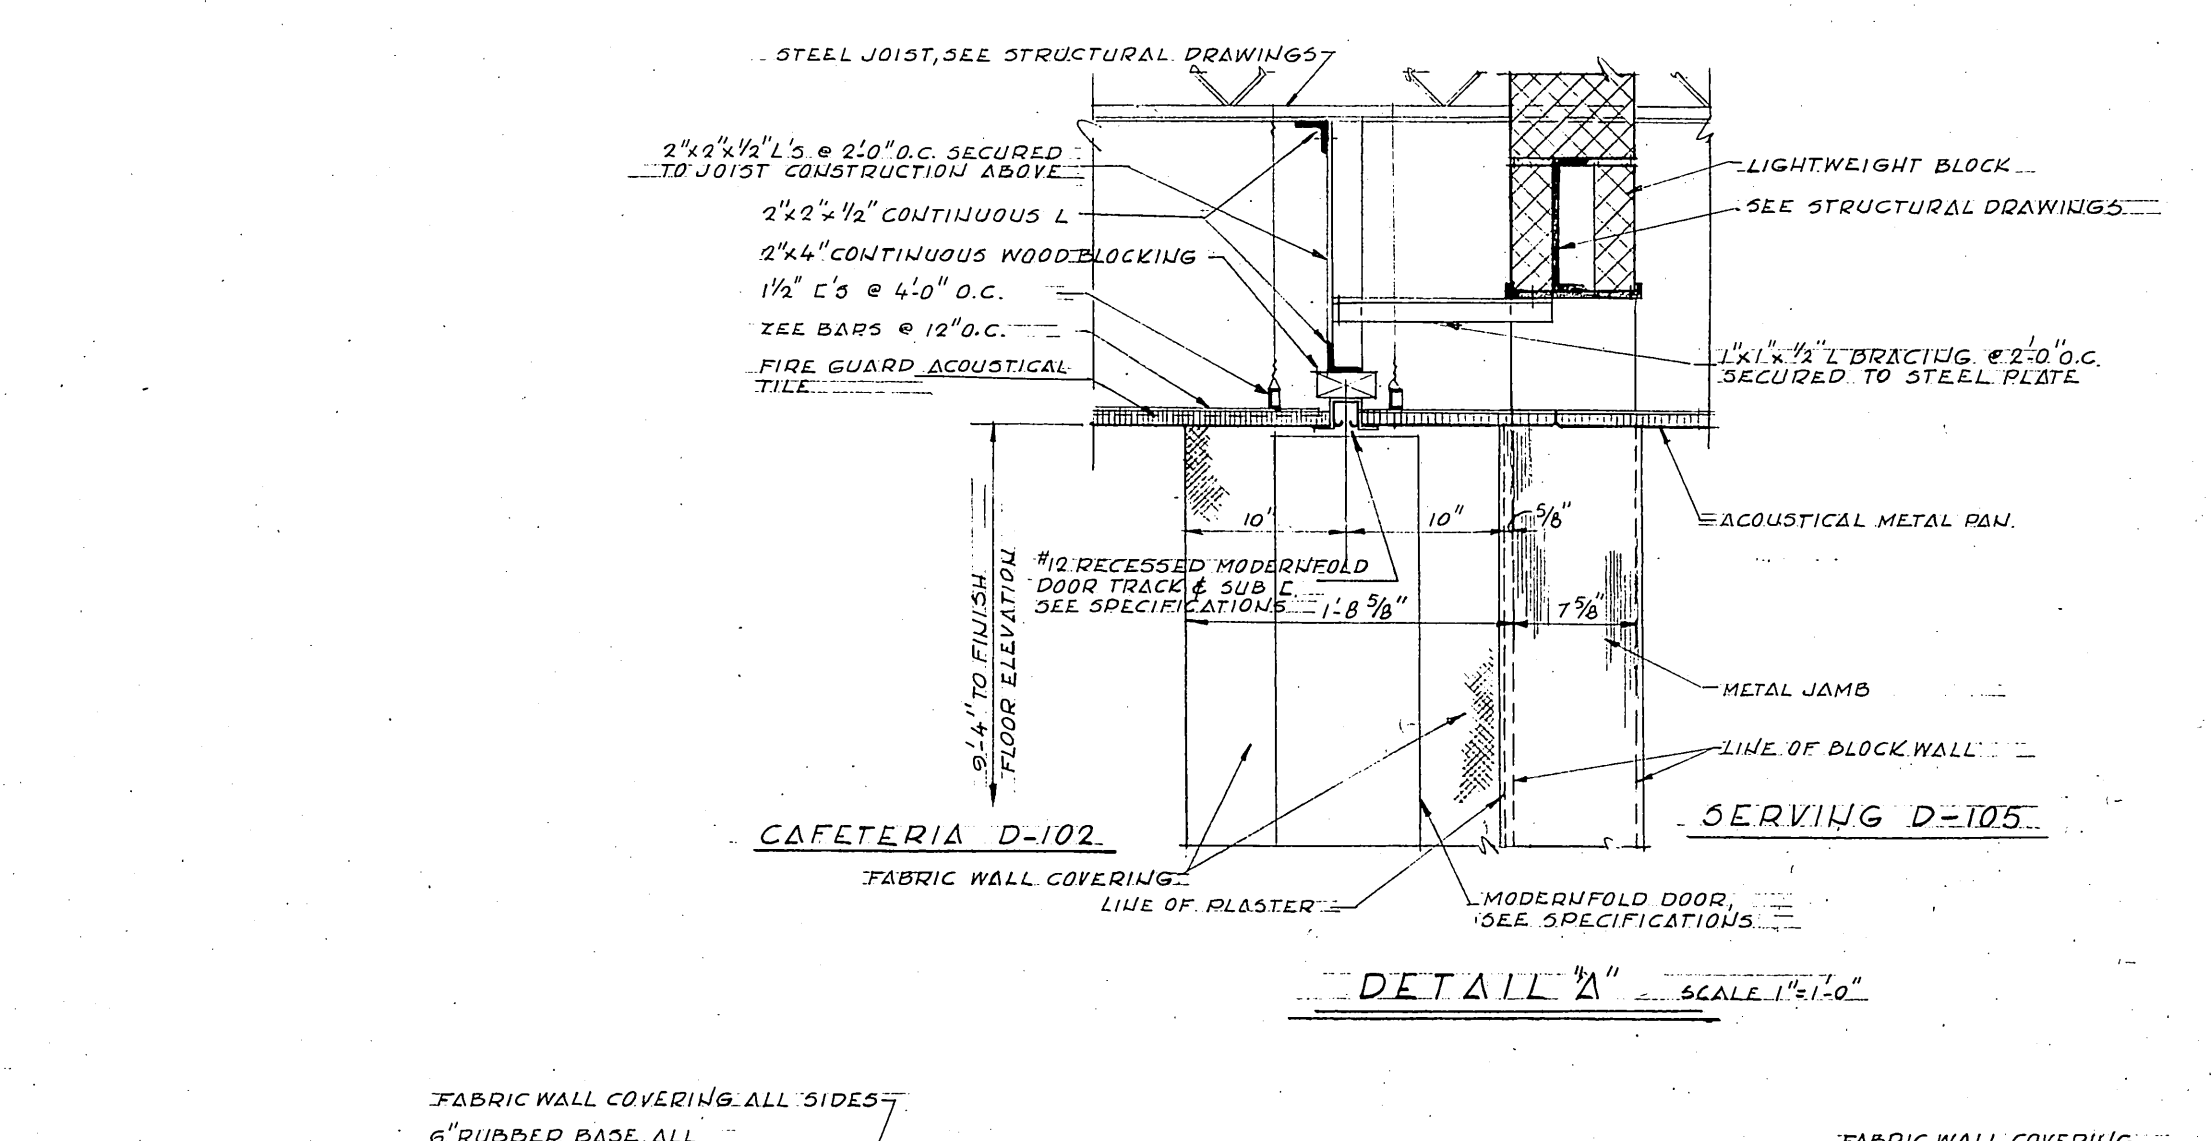 STEEL JOIST, SEE STRUCTURAL DRAWINGS
2"x2"x1/2" L'S @ 2'-0" O.C. SECURED
TO JOIST CONSTRUCTION ABOVE
2"x2"x1/2" CONTINUOUS L
2"x4" CONTINUOUS WOOD BLOCKING
1 1/2" [ 'S @ 4'-0" O.C.
ZEE BARS @ 12" O.C.
FIRE GUARD ACOUSTICAL
TILE
LIGHTWEIGHT BLOCK
SEE STRUCTURAL DRAWINGS
1"x1"x1/2" L BRACING @ 2'-0" O.C.
SECURED TO STEEL PLATE
ACOUSTICAL METAL PAN.
10"
10"
5/8"
#12 RECESSED MODERNFOLD
DOOR TRACK & SUB [.
SEE SPECIFICATIONS
1'-8 5/8"
7 5/8"
9'-4" TO FINISH
FLOOR ELEVATION
METAL JAMB
LINE OF BLOCK WALL
CAFETERIA D-102
SERVING D-105
FABRIC WALL COVERING
LINE OF PLASTER
MODERNFOLD DOOR,
SEE SPECIFICATIONS
DETAIL "A"
SCALE 1"=1'-0"
FABRIC WALL COVERING ALL SIDES
6" RUBBER BASE ALL
FABRIC WALL COVERING